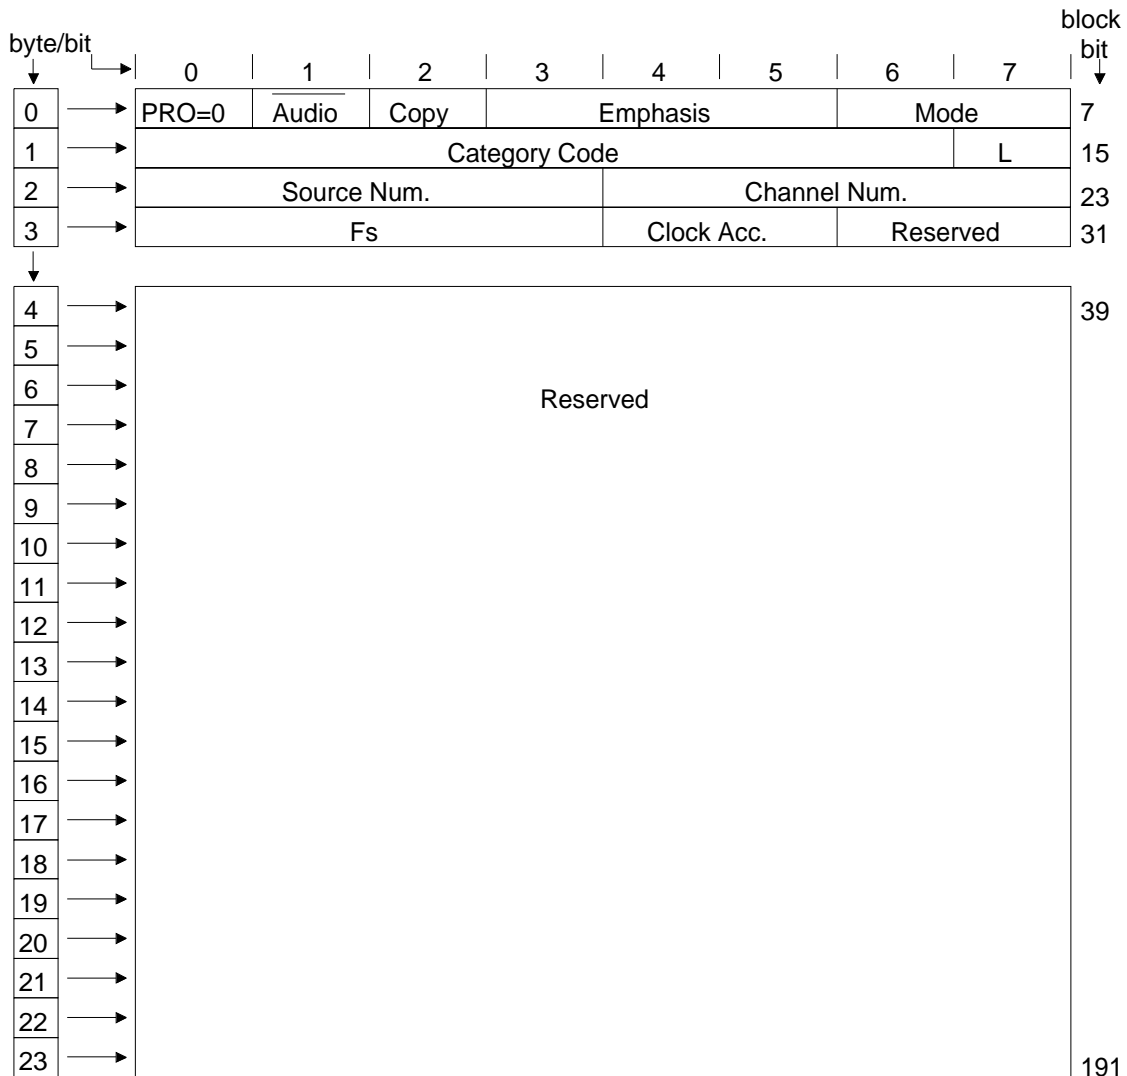 block
byte/bit bit
0 1 2 3 4 5 6 7
0 PRO=0 Audio Copy Emphasis Mode 7
1 Category Code L 15
2 Source Num. Channel Num. 23
3 Fs Clock Acc. Reserved 31
4 39
5
6 Reserved
7
8
9
10
11
12
13
14
15
16
17
18
19
20
21
22
23 191